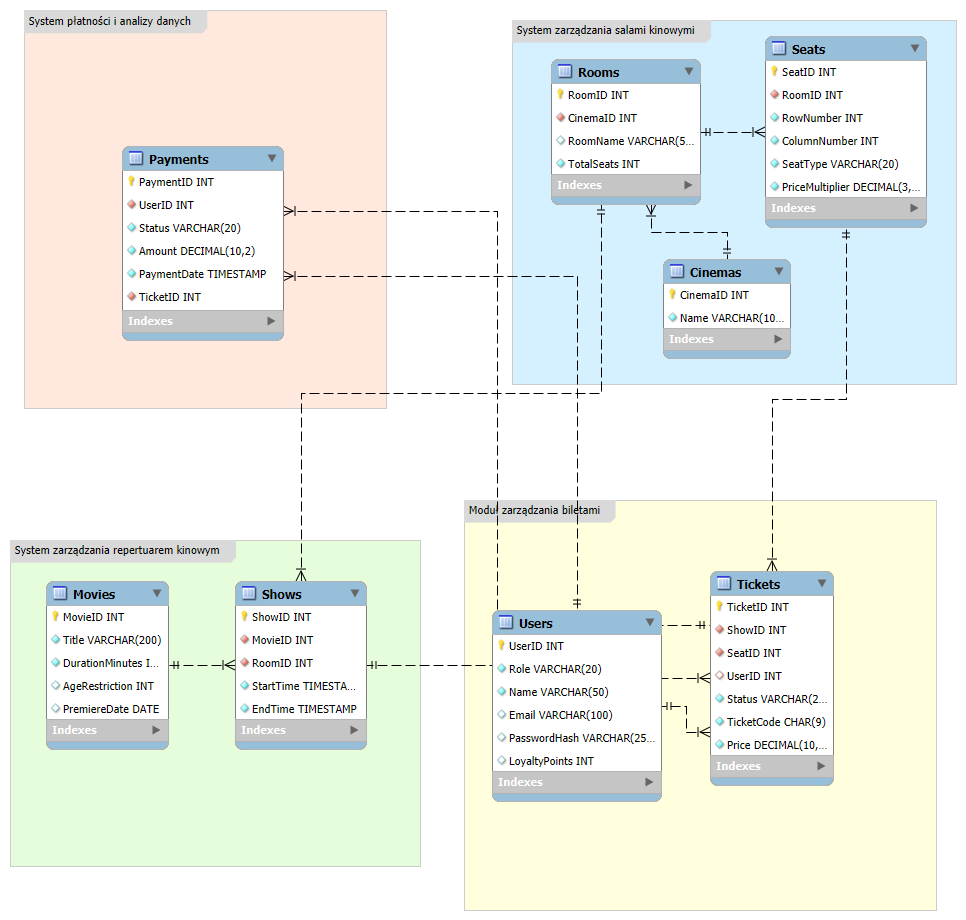 System płatności i analizy danych
Payments
PaymentID INT
UserID INT
Status VARCHAR(20)
Amount DECIMAL(10,2)
PaymentDate TIMESTAMP
TicketID INT
Indexes
System zarządzania salami kinowymi
Rooms
RoomID INT
CinemaID INT
RoomName VARCHAR(5...
TotalSeats INT
Indexes
Seats
SeatID INT
RoomID INT
RowNumber INT
ColumnNumber INT
SeatType VARCHAR(20)
PriceMultiplier DECIMAL(3,...
Indexes
Cinemas
CinemaID INT
Name VARCHAR(10...
Indexes
System zarządzania repertuarem kinowym
Movies
MovieID INT
Title VARCHAR(200)
DurationMinutes I...
AgeRestriction INT
PremiereDate DATE
Indexes
Shows
ShowID INT
MovieID INT
RoomID INT
StartTime TIMESTA...
EndTime TIMESTAMP
Indexes
Moduł zarządzania biletami
Users
UserID INT
Role VARCHAR(20)
Name VARCHAR(50)
Email VARCHAR(100)
PasswordHash VARCHAR(25...
LoyaltyPoints INT
Indexes
Tickets
TicketID INT
ShowID INT
SeatID INT
UserID INT
Status VARCHAR(2...
TicketCode CHAR(9)
Price DECIMAL(10,...
Indexes